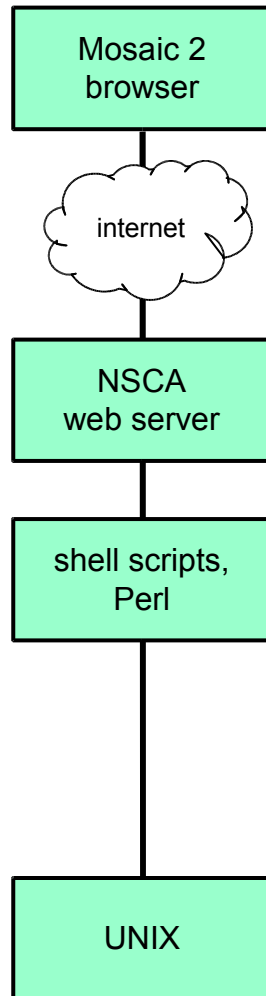 Mosaic 2
browser
internet
NSCA
web server
shell scripts,
Perl
UNIX